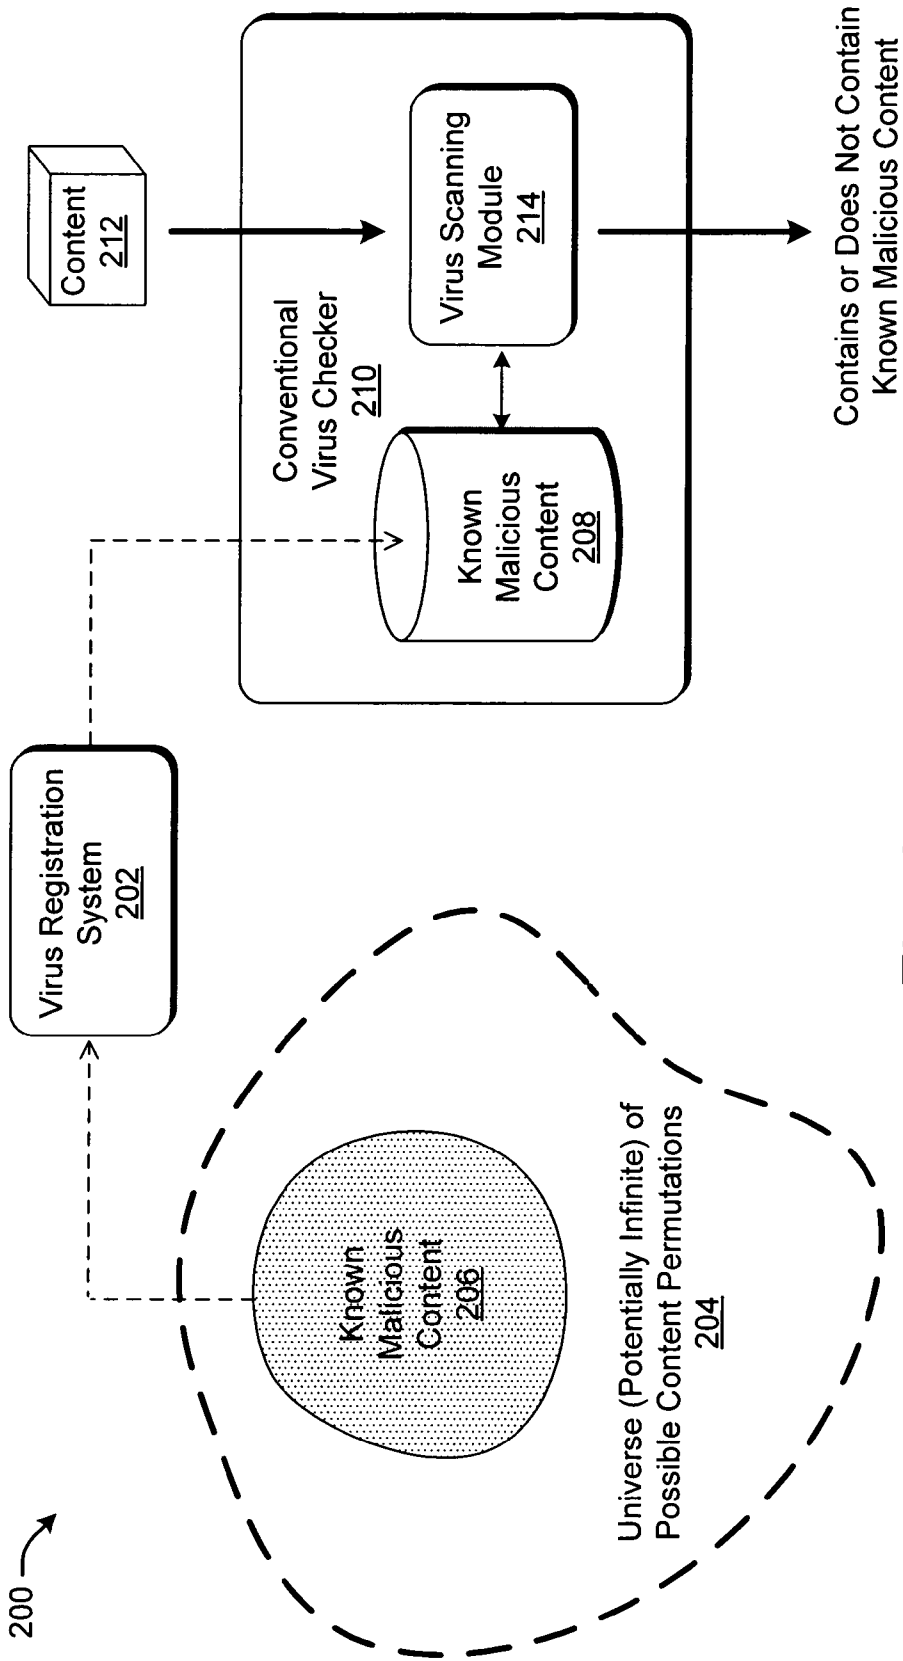 200
Virus Registration
System
202
Content
212
Conventional
Virus Checker
210
Known
Malicious
Content
208
Virus Scanning
Module
214
Known
Malicious
Content
206
Universe (Potentially Infinite) of
Possible Content Permutations
204
Contains or Does Not Contain
Known Malicious Content